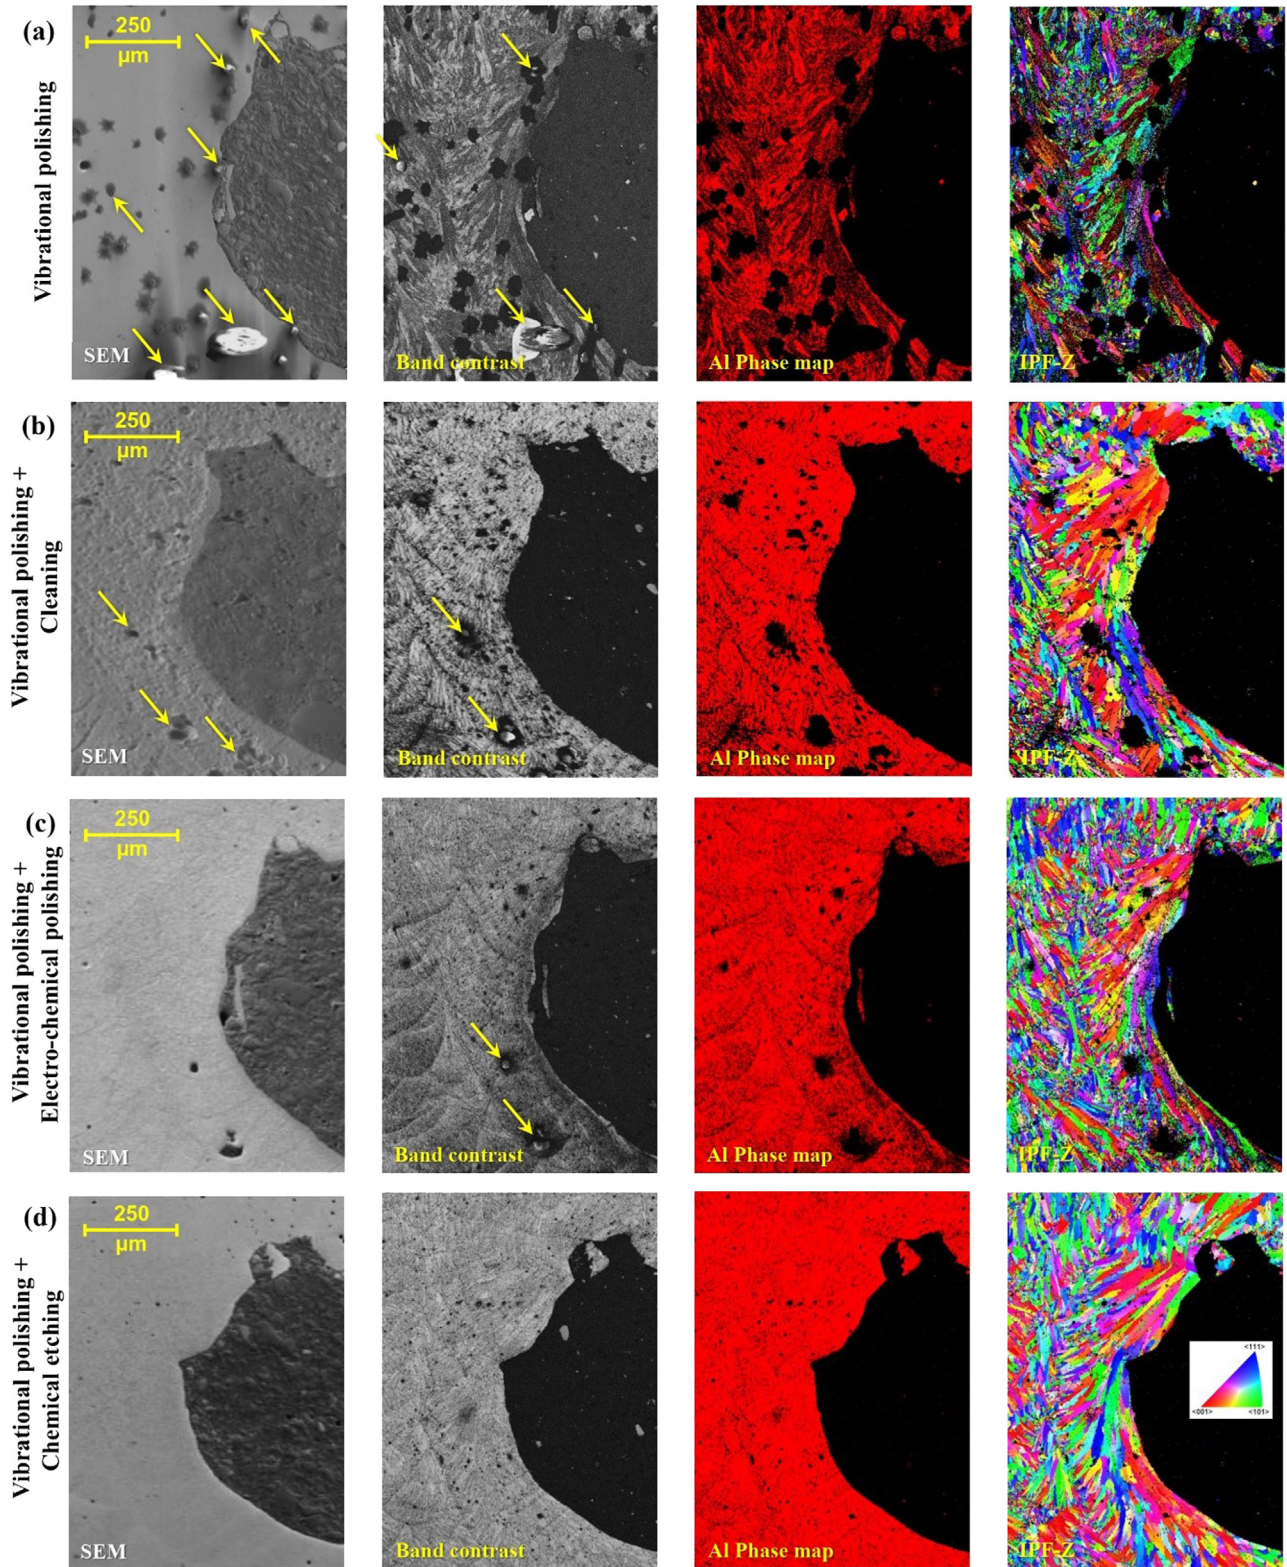 (a)
Vibrational polishing
250
µm
SEM
Band contrast
Al Phase map
IPF-Z
(b)
Vibrational polishing +
Cleaning
250
µm
SEM
Band contrast
Al Phase map
IPF-Z
(c)
Vibrational polishing +
Electro-chemical polishing
250
µm
SEM
Band contrast
Al Phase map
IPF-Z
(d)
Vibrational polishing +
Chemical etching
250
µm
SEM
Band contrast
Al Phase map
<111>
<001>
<101>
IPF-Z